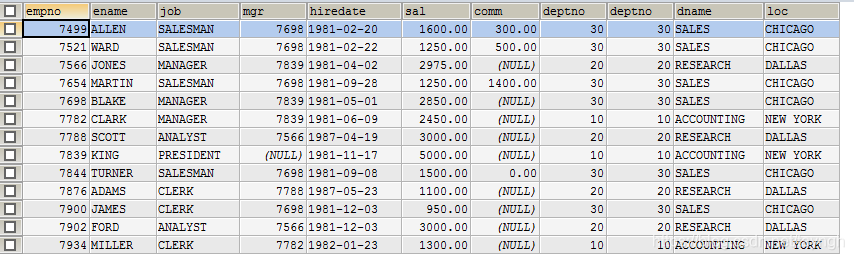 empno ename job mgr hiredate sal comm deptno deptno dname loc
7499 ALLEN SALESMAN 7698 1981-02-20 1600.00 300.00 30 30 SALES CHICAGO
7521 WARD SALESMAN 7698 1981-02-22 1250.00 500.00 30 30 SALES CHICAGO
7566 JONES MANAGER 7839 1981-04-02 2975.00 (NULL) 20 20 RESEARCH DALLAS
7654 MARTIN SALESMAN 7698 1981-09-28 1250.00 1400.00 30 30 SALES CHICAGO
7698 BLAKE MANAGER 7839 1981-05-01 2850.00 (NULL) 30 30 SALES CHICAGO
7782 CLARK MANAGER 7839 1981-06-09 2450.00 (NULL) 10 10 ACCOUNTING NEW YORK
7788 SCOTT ANALYST 7566 1987-04-19 3000.00 (NULL) 20 20 RESEARCH DALLAS
7839 KING PRESIDENT (NULL) 1981-11-17 5000.00 (NULL) 10 10 ACCOUNTING NEW YORK
7844 TURNER SALESMAN 7698 1981-09-08 1500.00 0.00 30 30 SALES CHICAGO
7876 ADAMS CLERK 7788 1987-05-23 1100.00 (NULL) 20 20 RESEARCH DALLAS
7900 JAMES CLERK 7698 1981-12-03 950.00 (NULL) 30 30 SALES CHICAGO
7902 FORD ANALYST 7566 1981-12-03 3000.00 (NULL) 20 20 RESEARCH DALLAS
7934 MILLER CLERK 7782 1982-01-23 1300.00 (NULL) 10 10 ACCOUNTING NEW YORK